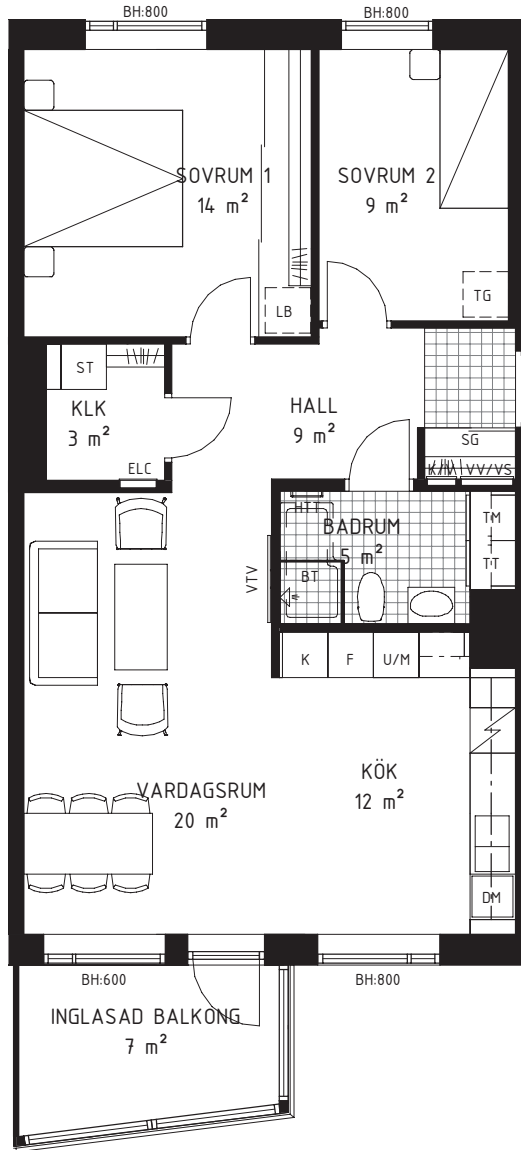 BH:800
BH:800
SOVRUM 1
14 m²
SOVRUM 2
9 m²
LB
TG
ST
KLK
3 m²
ELC
HALL
9 m²
SG
K/M VV/VS
HTT
BADRUM
5 m²
BT
TM
TT
VTV
K
F
U/M
VARDAGSRUM
20 m²
KÖK
12 m²
DM
BH:600
BH:800
INGLASAD BALKONG
7 m²